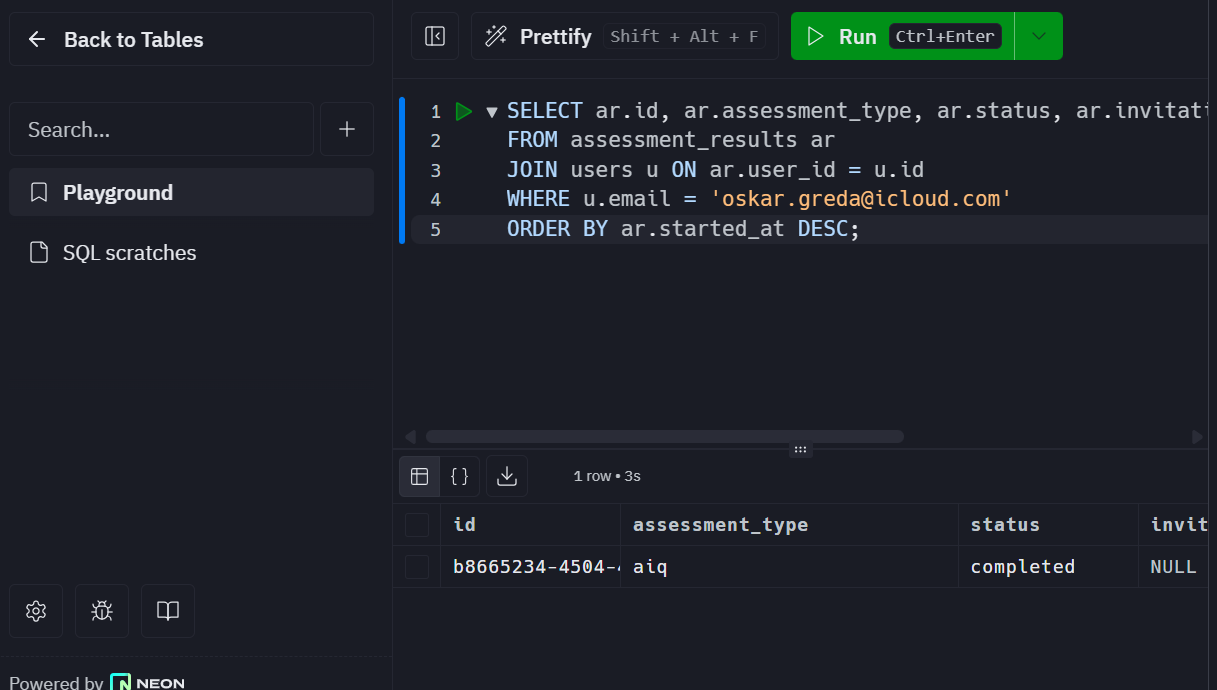 Back to Tables
Prettify Shift + Alt + F
Run Ctrl+Enter
Search...
Playground
SQL scratches
1 SELECT ar.id, ar.assessment_type, ar.status, ar.invitati
2 FROM assessment_results ar
3 JOIN users u ON ar.user_id = u.id
4 WHERE u.email = 'oskar.greda@icloud.com'
5 ORDER BY ar.started_at DESC;
{} 1 row • 3s
id assessment_type status invit
b8665234-4504- aiq completed NULL
Powered by NEON